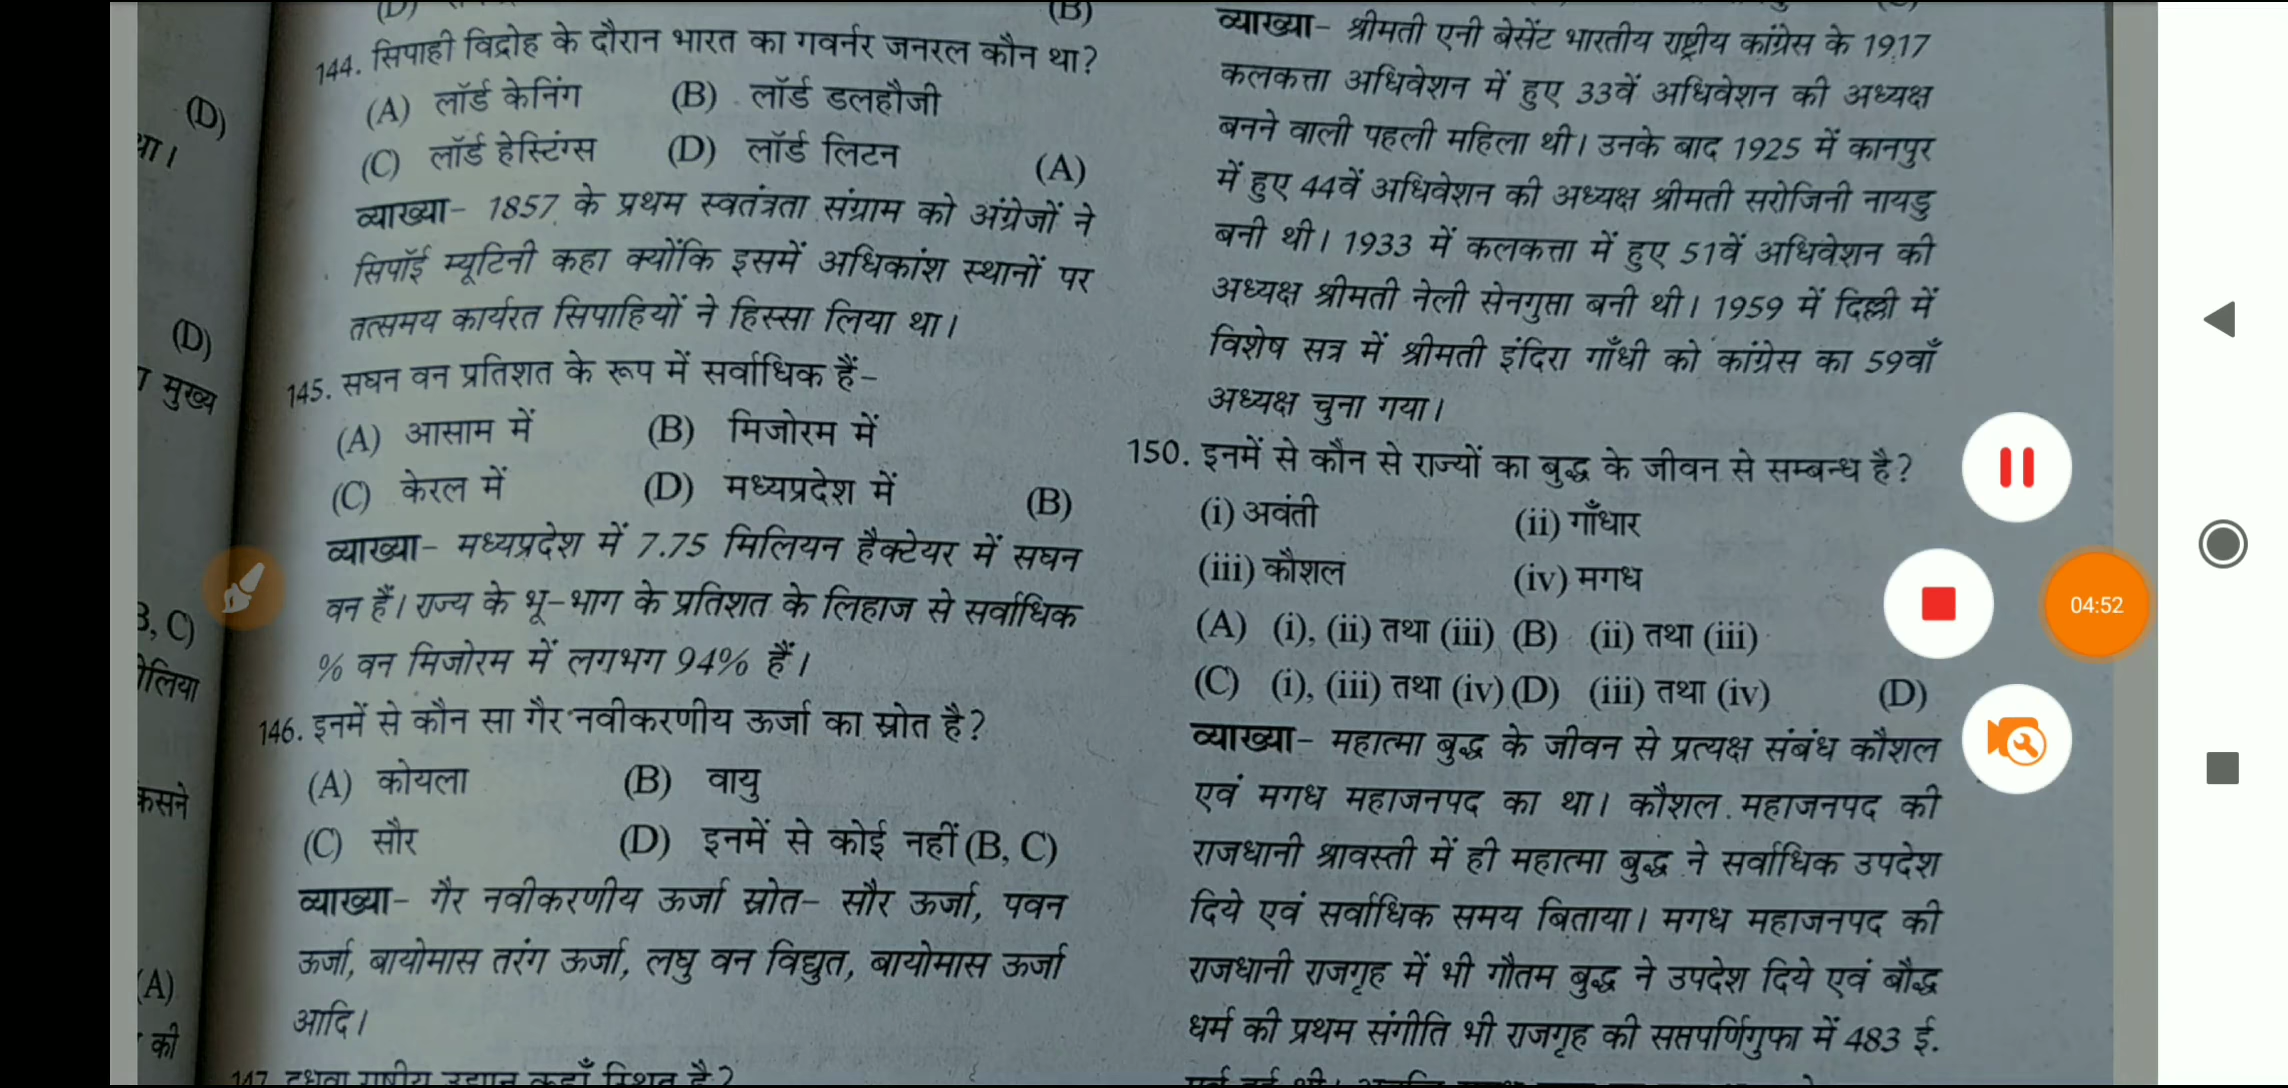 (D)
था।
(D)
मुख्य
B, C)
कसने
(A)
की
(B)
144. सिपाही विद्रोह के दौरान भारत का गवर्नर जनरल कौन था?
(A) लॉर्ड केनिंग (B) लॉर्ड डलहौजी
(C) लॉर्ड हेस्टिंग्स (D) लॉर्ड लिटन (A)
व्याख्या- 1857 के प्रथम स्वतंत्रता संग्राम को अंग्रेजों ने
सिपॉई म्यूटिनी कहा क्योंकि इसमें अधिकांश स्थानों पर
तत्समय कार्यरत सिपाहियों ने हिस्सा लिया था।
145. सघन वन प्रतिशत के रूप में सर्वाधिक हैं-
(A) आसाम में (B) मिजोरम में
(C) केरल में (D) मध्यप्रदेश में (B)
व्याख्या- मध्यप्रदेश में 7.75 मिलियन हैक्टेयर में सघन
वन हैं। राज्य के भू-भाग के प्रतिशत के लिहाज से सर्वाधिक
% वन मिजोरम में लगभग 94% हैं।
146. इनमें से कौन सा गैर नवीकरणीय ऊर्जा का स्रोत है?
(A) कोयला (B) वायु
(C) सौर (D) इनमें से कोई नहीं (B, C)
व्याख्या- गैर नवीकरणीय ऊर्जा स्रोत- सौर ऊर्जा, पवन
ऊर्जा, बायोमास तरंग ऊर्जा, लघु वन विद्युत, बायोमास ऊर्जा
आदि।
147. दुधवा राष्ट्रीय उद्यान कहाँ स्थित है?
व्याख्या- श्रीमती एनी बेसेंट भारतीय राष्ट्रीय कांग्रेस के 1917
कलकत्ता अधिवेशन में हुए 33वें अधिवेशन की अध्यक्ष
बनने वाली पहली महिला थी। उनके बाद 1925 में कानपुर
में हुए 44वें अधिवेशन की अध्यक्ष श्रीमती सरोजिनी नायडु
बनी थी। 1933 में कलकत्ता में हुए 51वें अधिवेशन की
अध्यक्ष श्रीमती नेली सेनगुप्ता बनी थी। 1959 में दिल्ली में
विशेष सत्र में श्रीमती इंदिरा गाँधी को कांग्रेस का 59वाँ
अध्यक्ष चुना गया।
150. इनमें से कौन से राज्यों का बुद्ध के जीवन से सम्बन्ध है?
(i) अवंती (ii) गाँधार
(iii) कौशल (iv) मगध
(A) (i), (ii) तथा (iii) (B) (ii) तथा (iii)
(C) (i), (iii) तथा (iv) (D) (iii) तथा (iv) (D)
व्याख्या- महात्मा बुद्ध के जीवन से प्रत्यक्ष संबंध कौशल
एवं मगध महाजनपद का था। कौशल महाजनपद की
राजधानी श्रावस्ती में ही महात्मा बुद्ध ने सर्वाधिक उपदेश
दिये एवं सर्वाधिक समय बिताया। मगध महाजनपद की
राजधानी राजगृह में भी गौतम बुद्ध ने उपदेश दिये एवं बौद्ध
धर्म की प्रथम संगीति भी राजगृह की सप्तपर्णिगुफा में 483 ई.
04:52